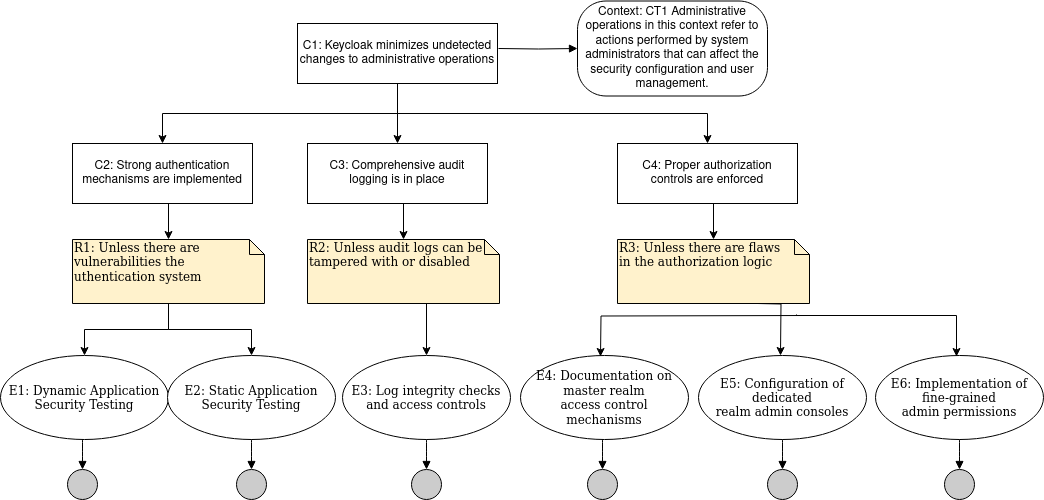 Context: CT1 Administrative
operations in this context refer to
actions performed by system
administrators that can affect the
security configuration and user
management.
C1: Keycloak minimizes undetected
changes to administrative operations
C2: Strong authentication
mechanisms are implemented
C3: Comprehensive audit
logging is in place
C4: Proper authorization
controls are enforced
R1: Unless there are
vulnerabilities the
uthentication system
R2: Unless audit logs can be
tampered with or disabled
R3: Unless there are flaws
in the authorization logic
E1: Dynamic Application
Security Testing
E2: Static Application
Security Testing
E3: Log integrity checks
and access controls
E4: Documentation on
master realm
access control
mechanisms
E5: Configuration of
dedicated
realm admin consoles
E6: Implementation of
fine-grained
admin permissions